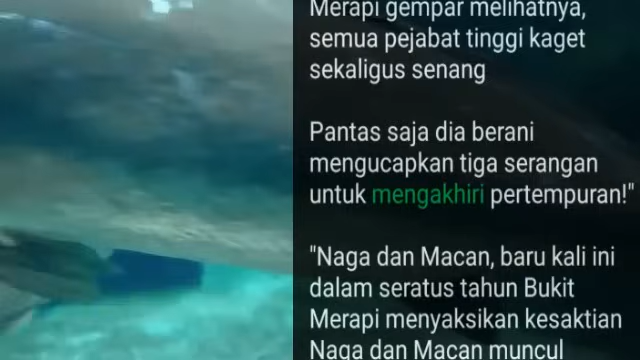 Merapi gempar melihatnya,
semua pejabat tinggi kaget
sekaligus senang
Pantas saja dia berani
mengucapkan tiga serangan
untuk mengakhiri pertempuran!"
"Naga dan Macan, baru kali ini
dalam seratus tahun Bukit
Merapi menyaksikan kesaktian
Naga dan Macan muncul